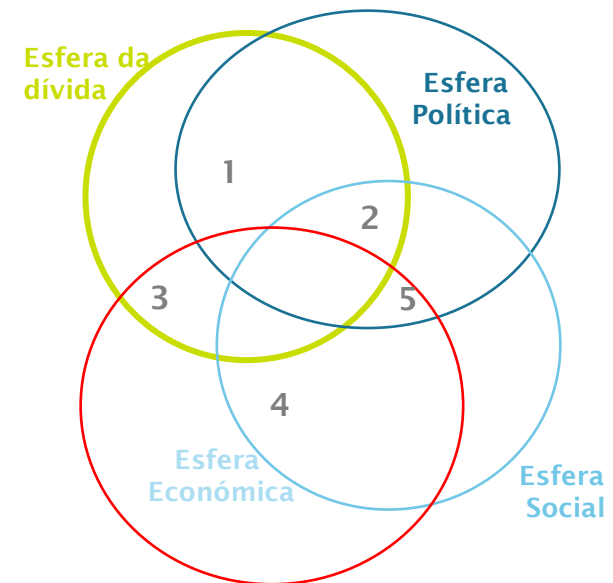 Esfera da
dívida
Esfera
Política
1
2
3
5
4
Esfera
Económica
Esfera
Social